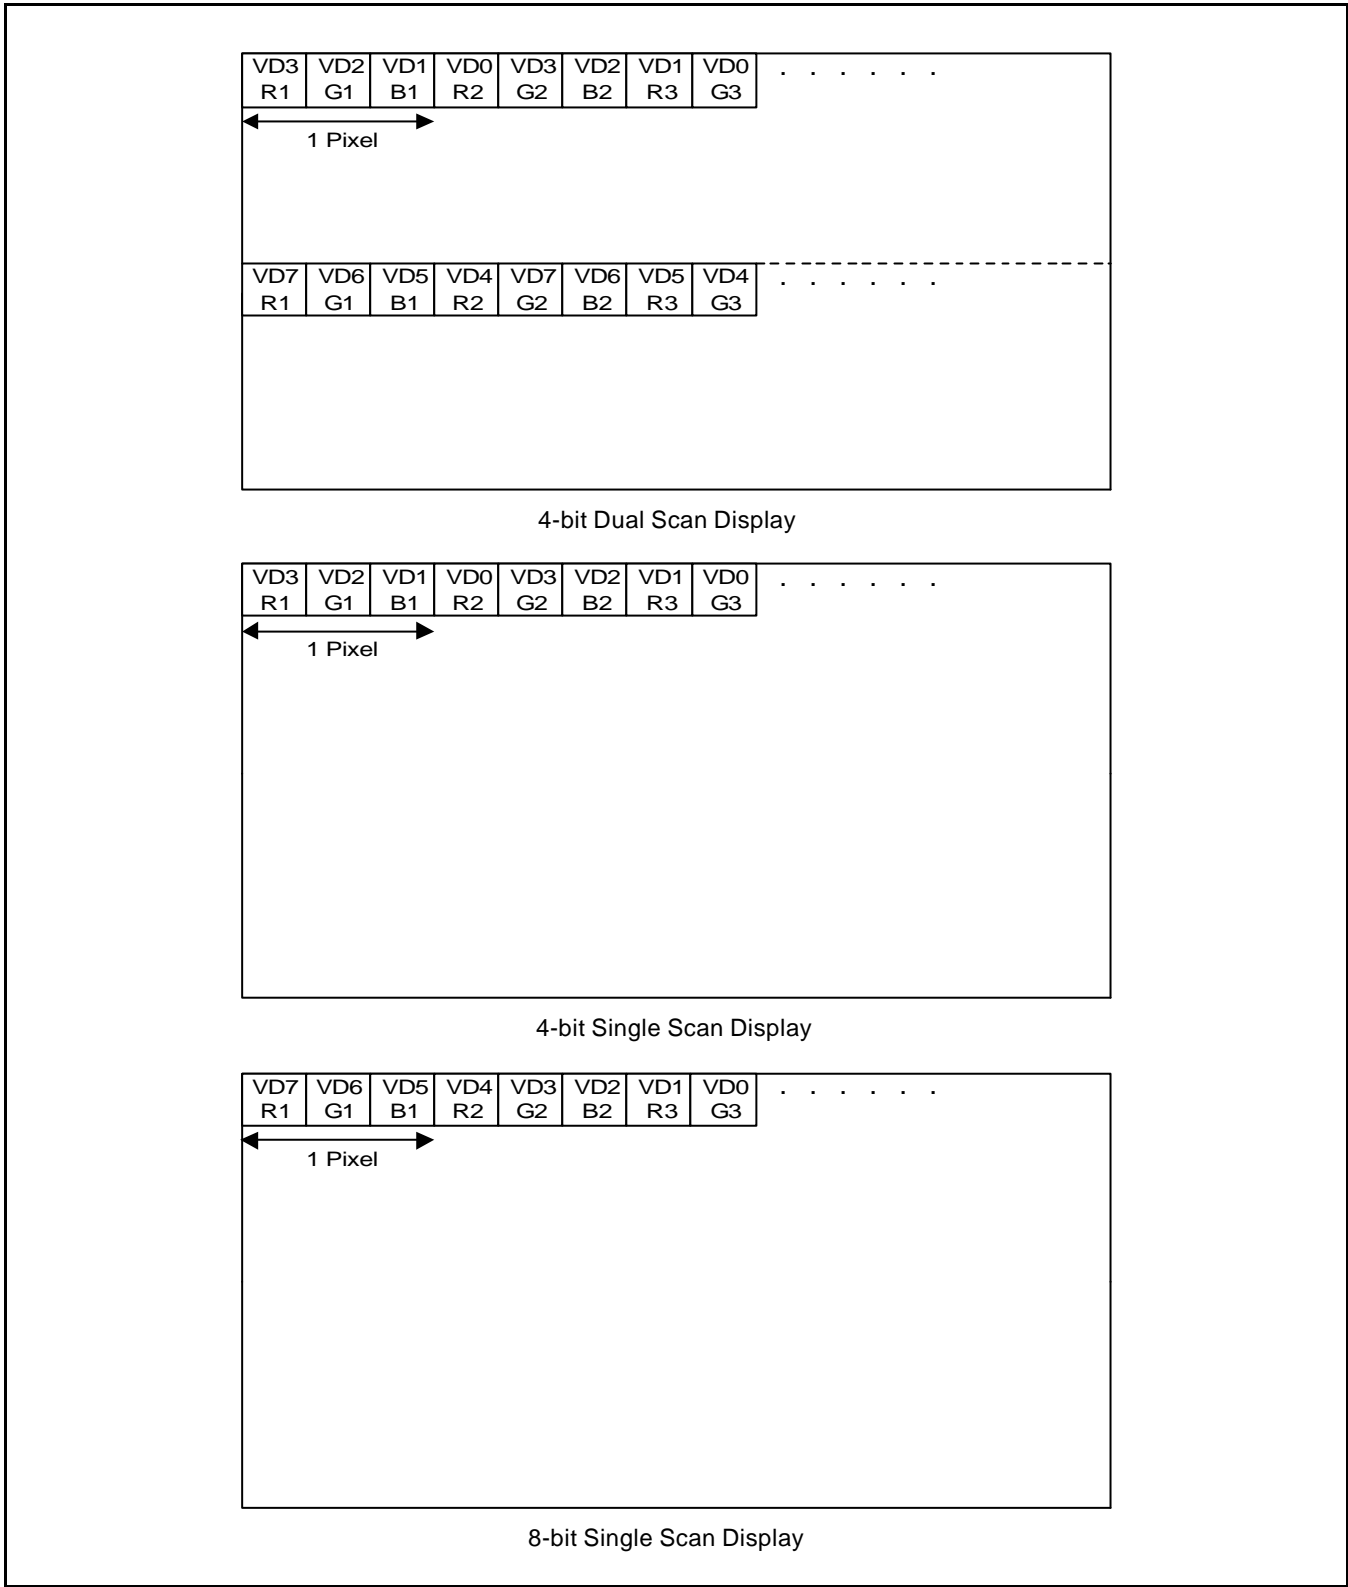 VD3 VD2 VD1 VD0 VD3 VD2 VD1 VD0 . . . . . .
R1 G1 B1 R2 G2 B2 R3 G3
1 Pixel
VD7 VD6 VD5 VD4 VD7 VD6 VD5 VD4 . . . . . .
R1 G1 B1 R2 G2 B2 R3 G3
4-bit Dual Scan Display
VD3 VD2 VD1 VD0 VD3 VD2 VD1 VD0 . . . . . .
R1 G1 B1 R2 G2 B2 R3 G3
1 Pixel
4-bit Single Scan Display
VD7 VD6 VD5 VD4 VD3 VD2 VD1 VD0 . . . . . .
R1 G1 B1 R2 G2 B2 R3 G3
1 Pixel
8-bit Single Scan Display